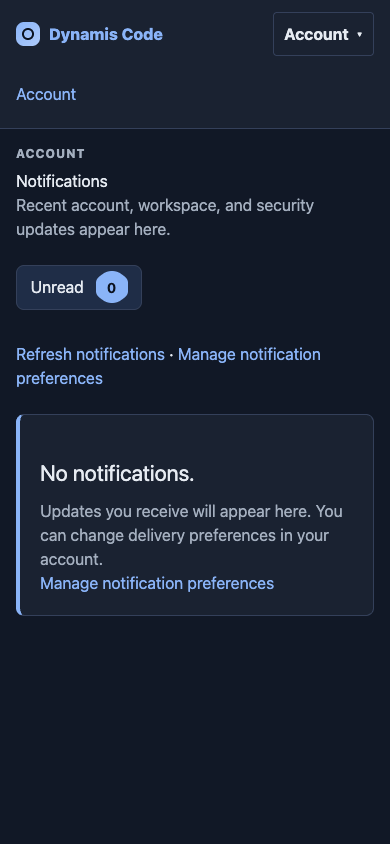 Dynamis Code
Account ▾
Account
ACCOUNT
Notifications
Recent account, workspace, and security
updates appear here.
Unread 0
Refresh notifications · Manage notification
preferences
No notifications.
Updates you receive will appear here. You
can change delivery preferences in your
account.
Manage notification preferences